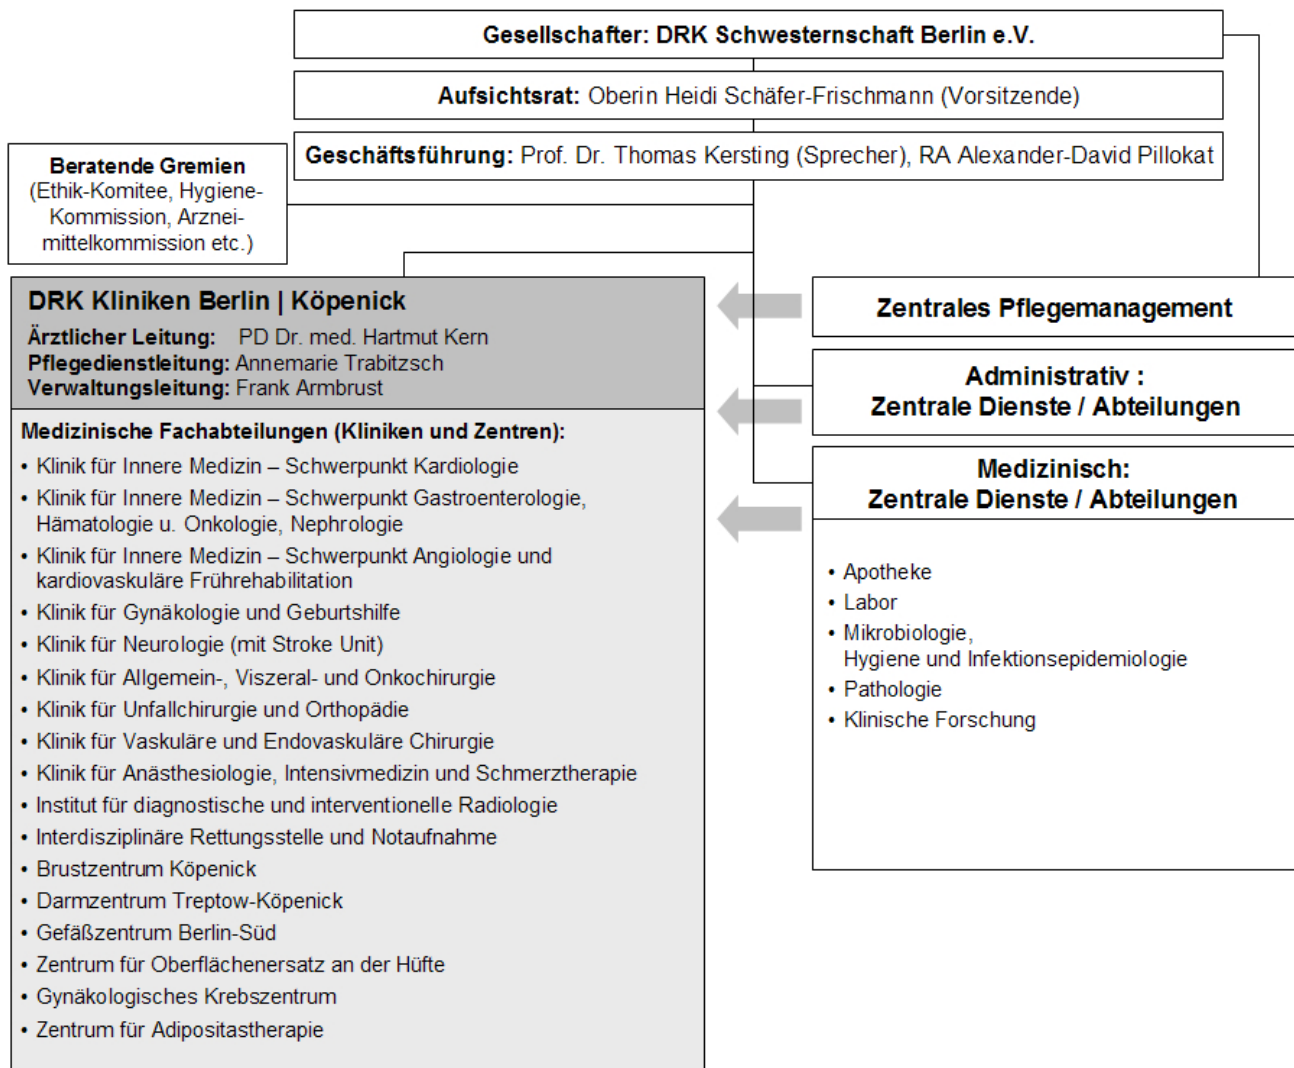 Gesellschafter: DRK Schwesternschaft Berlin e.V.
Aufsichtsrat: Oberin Heidi Schäfer-Frischmann (Vorsitzende)
Geschäftsführung: Prof. Dr. Thomas Kersting (Sprecher), RA Alexander-David Pillokat
Beratende Gremien
(Ethik-Komitee, Hygiene-
Kommission, Arznei-
mittelkommission etc.)
DRK Kliniken Berlin | Köpenick
Ärztlicher Leitung: PD Dr. med. Hartmut Kern
Pflegedienstleitung: Annemarie Trabitzsch
Verwaltungsleitung: Frank Armbrust
Medizinische Fachabteilungen (Kliniken und Zentren):
• Klinik für Innere Medizin – Schwerpunkt Kardiologie
• Klinik für Innere Medizin – Schwerpunkt Gastroenterologie,
Hämatologie u. Onkologie, Nephrologie
• Klinik für Innere Medizin – Schwerpunkt Angiologie und
kardiovaskuläre Frührehabilitation
• Klinik für Gynäkologie und Geburtshilfe
• Klinik für Neurologie (mit Stroke Unit)
• Klinik für Allgemein-, Viszeral- und Onkochirurgie
• Klinik für Unfallchirurgie und Orthopädie
• Klinik für Vaskuläre und Endovaskuläre Chirurgie
• Klinik für Anästhesiologie, Intensivmedizin und Schmerztherapie
• Institut für diagnostische und interventionelle Radiologie
• Interdisziplinäre Rettungsstelle und Notaufnahme
• Brustzentrum Köpenick
• Darmzentrum Treptow-Köpenick
• Gefäßzentrum Berlin-Süd
• Zentrum für Oberflächenersatz an der Hüfte
• Gynäkologisches Krebszentrum
• Zentrum für Adipositastherapie
Zentrales Pflegemanagement
Administrativ :
Zentrale Dienste / Abteilungen
Medizinisch:
Zentrale Dienste / Abteilungen
• Apotheke
• Labor
• Mikrobiologie,
Hygiene und Infektionsepidemiologie
• Pathologie
• Klinische Forschung